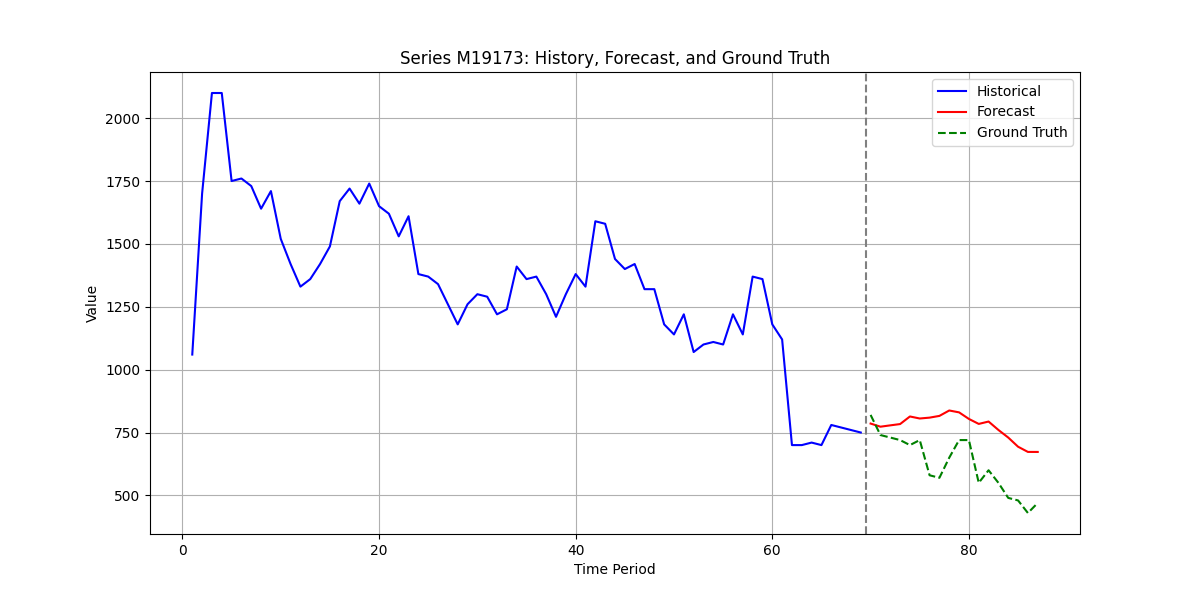 Series M19173: History, Forecast, and Ground Truth
Historical
Forecast
Ground Truth
Value
2000
1750
1500
1250
1000
750
500
0
20
40
60
80
Time Period